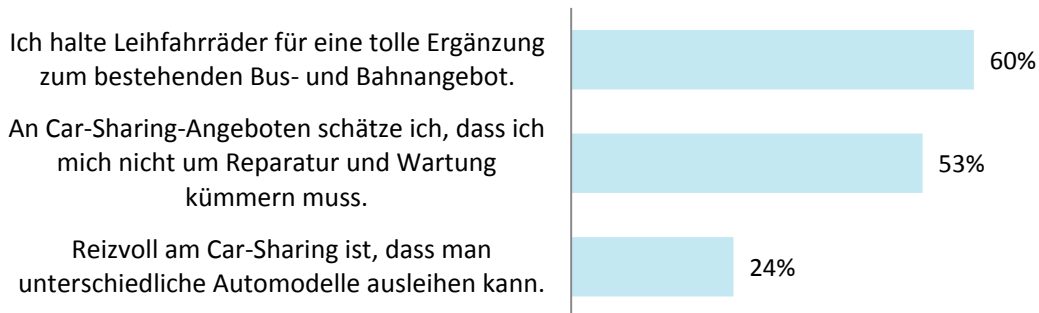 Ich halte Leihfahrräder für eine tolle Ergänzung
zum bestehenden Bus- und Bahnangebot.
60%
An Car-Sharing-Angeboten schätze ich, dass ich
mich nicht um Reparatur und Wartung
kümmern muss.
53%
Reizvoll am Car-Sharing ist, dass man
unterschiedliche Automodelle ausleihen kann.
24%